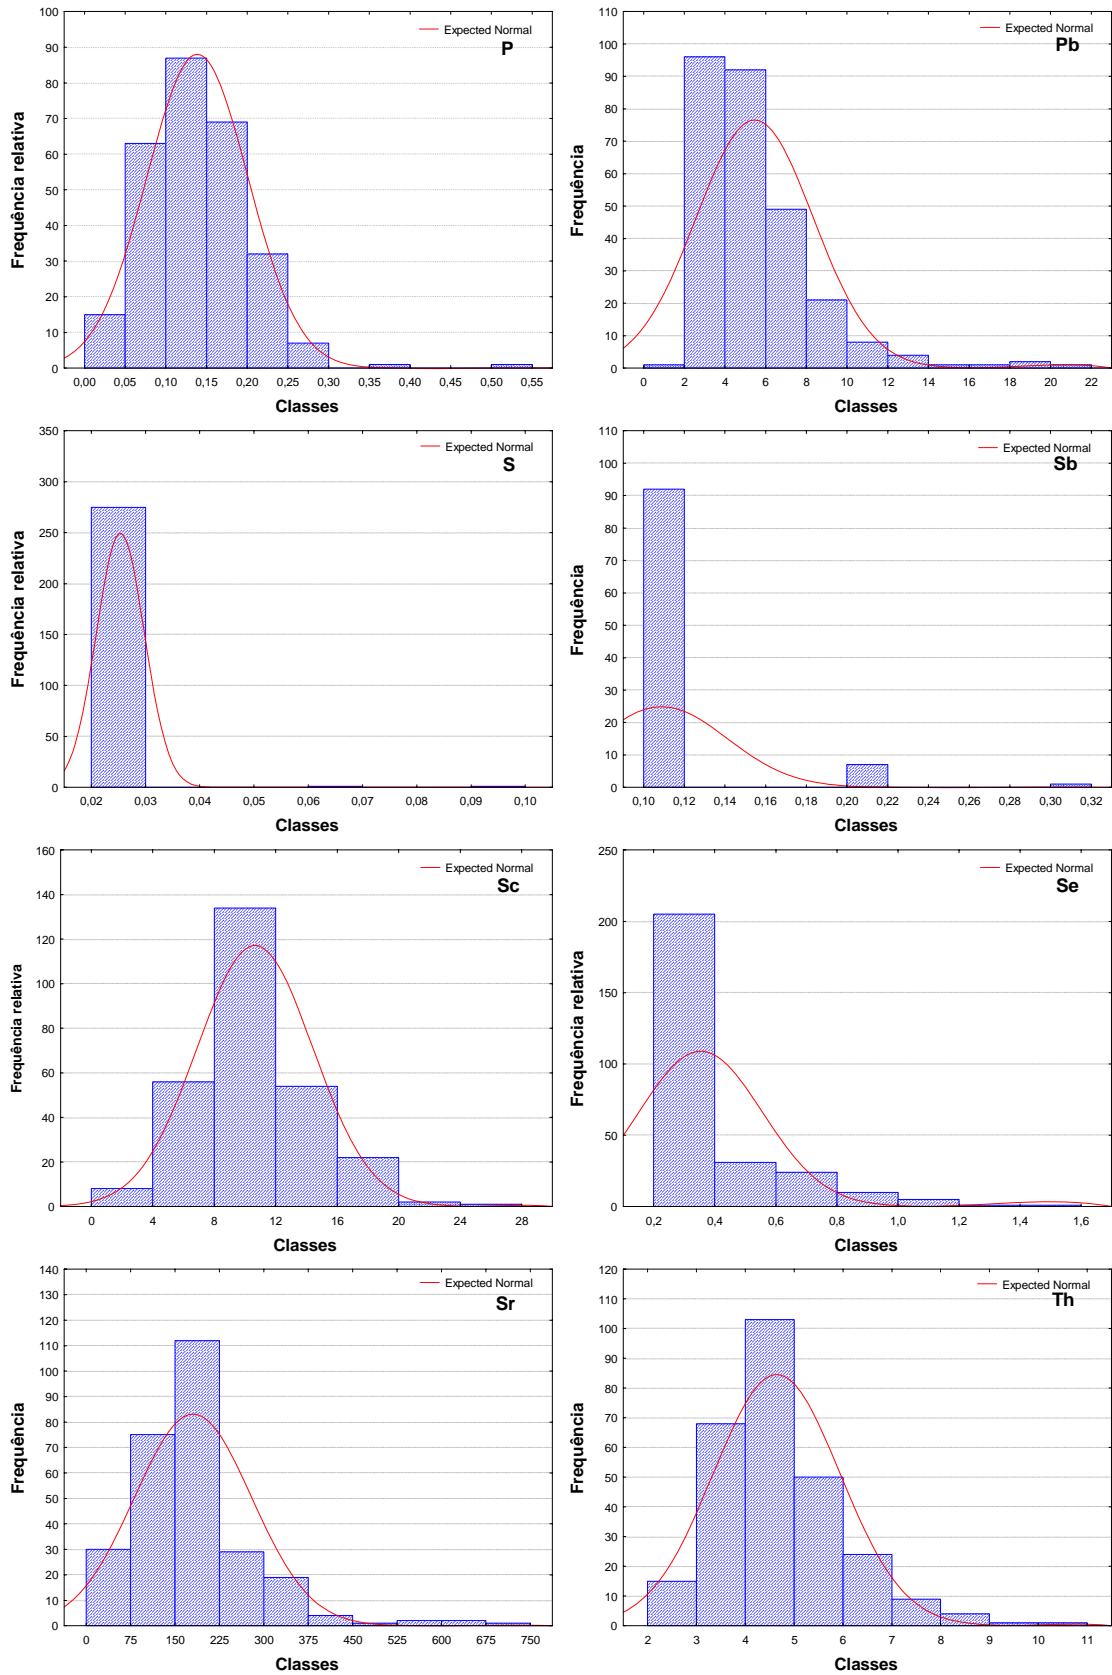 Expected Normal
P
Frequência relativa
100
90
80
70
60
50
40
30
20
10
0
0,00 0,05 0,10 0,15 0,20 0,25 0,30 0,35 0,40 0,45 0,50 0,55
Classes
Expected Normal
Pb
Frequência
110
100
90
80
70
60
50
40
30
20
10
0
0 2 4 6 8 10 12 14 16 18 20 22
Classes
Expected Normal
S
Frequência relativa
350
300
250
200
150
100
50
0
0,02 0,03 0,04 0,05 0,06 0,07 0,08 0,09 0,10
Classes
Expected Normal
Sb
Frequência
110
100
90
80
70
60
50
40
30
20
10
0
0,10 0,12 0,14 0,16 0,18 0,20 0,22 0,24 0,26 0,28 0,30 0,32
Classes
Expected Normal
Sc
Frequência relativa
160
140
120
100
80
60
40
20
0
0 4 8 12 16 20 24 28
Classes
Expected Normal
Se
Frequência relativa
250
200
150
100
50
0
0,2 0,4 0,6 0,8 1,0 1,2 1,4 1,6
Classes
Expected Normal
Sr
Frequência
140
130
120
110
100
90
80
70
60
50
40
30
20
10
0
0 75 150 225 300 375 450 525 600 675 750
Classes
Expected Normal
Th
Frequência
120
110
100
90
80
70
60
50
40
30
20
10
0
2 3 4 5 6 7 8 9 10 11
Classes